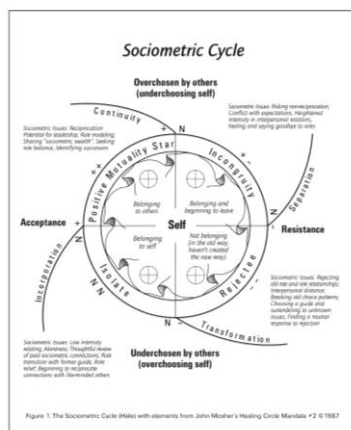 Sociometric Cycle
Overchosen by others
(underchoosing self)
Continuity
Sociometric Issues: Reciprocation
Potential for leadership, Role modeling,
Sharing "sociometric wealth". Seeking
role balance, Identifying successors
Sociometric Issues: Risking non-reciprocation;
Conflict with expectations; Heightened
intensity in interpersonal relations,
Feeling and saying goodbye to roles
+ N
Positive Mutuality Star
++
Incongruity
+-
Separation
Belonging
to others
Belonging and
beginning to leave
Acceptance
+
N
Self
N
-
Resistance
Belonging
to self
Not belonging
(in the old way,
haven't created
the new way)
Incorporation
Isolate
NN
Rejectee
--
Sociometric Issues: Rejecting
old role and role relationships;
Interpersonal distance;
Breaking old choice patterns;
Choosing a guide and
surrendering to unknown
issues, Finding a neutral
response to rejection
N -
Transformation
Sociometric Issues: Low intensity
relating, Aloneness; Thoughtful review
of past sociometric connections, Role
transition with former guide, Role
relief; Beginning to reciprocate
connections with like-minded others
Underchosen by others
(overchoosing self)
Figure 1. The Sociometric Cycle (Hale) with elements from John Mosher's Healing Circle Mandala #2 © 1987